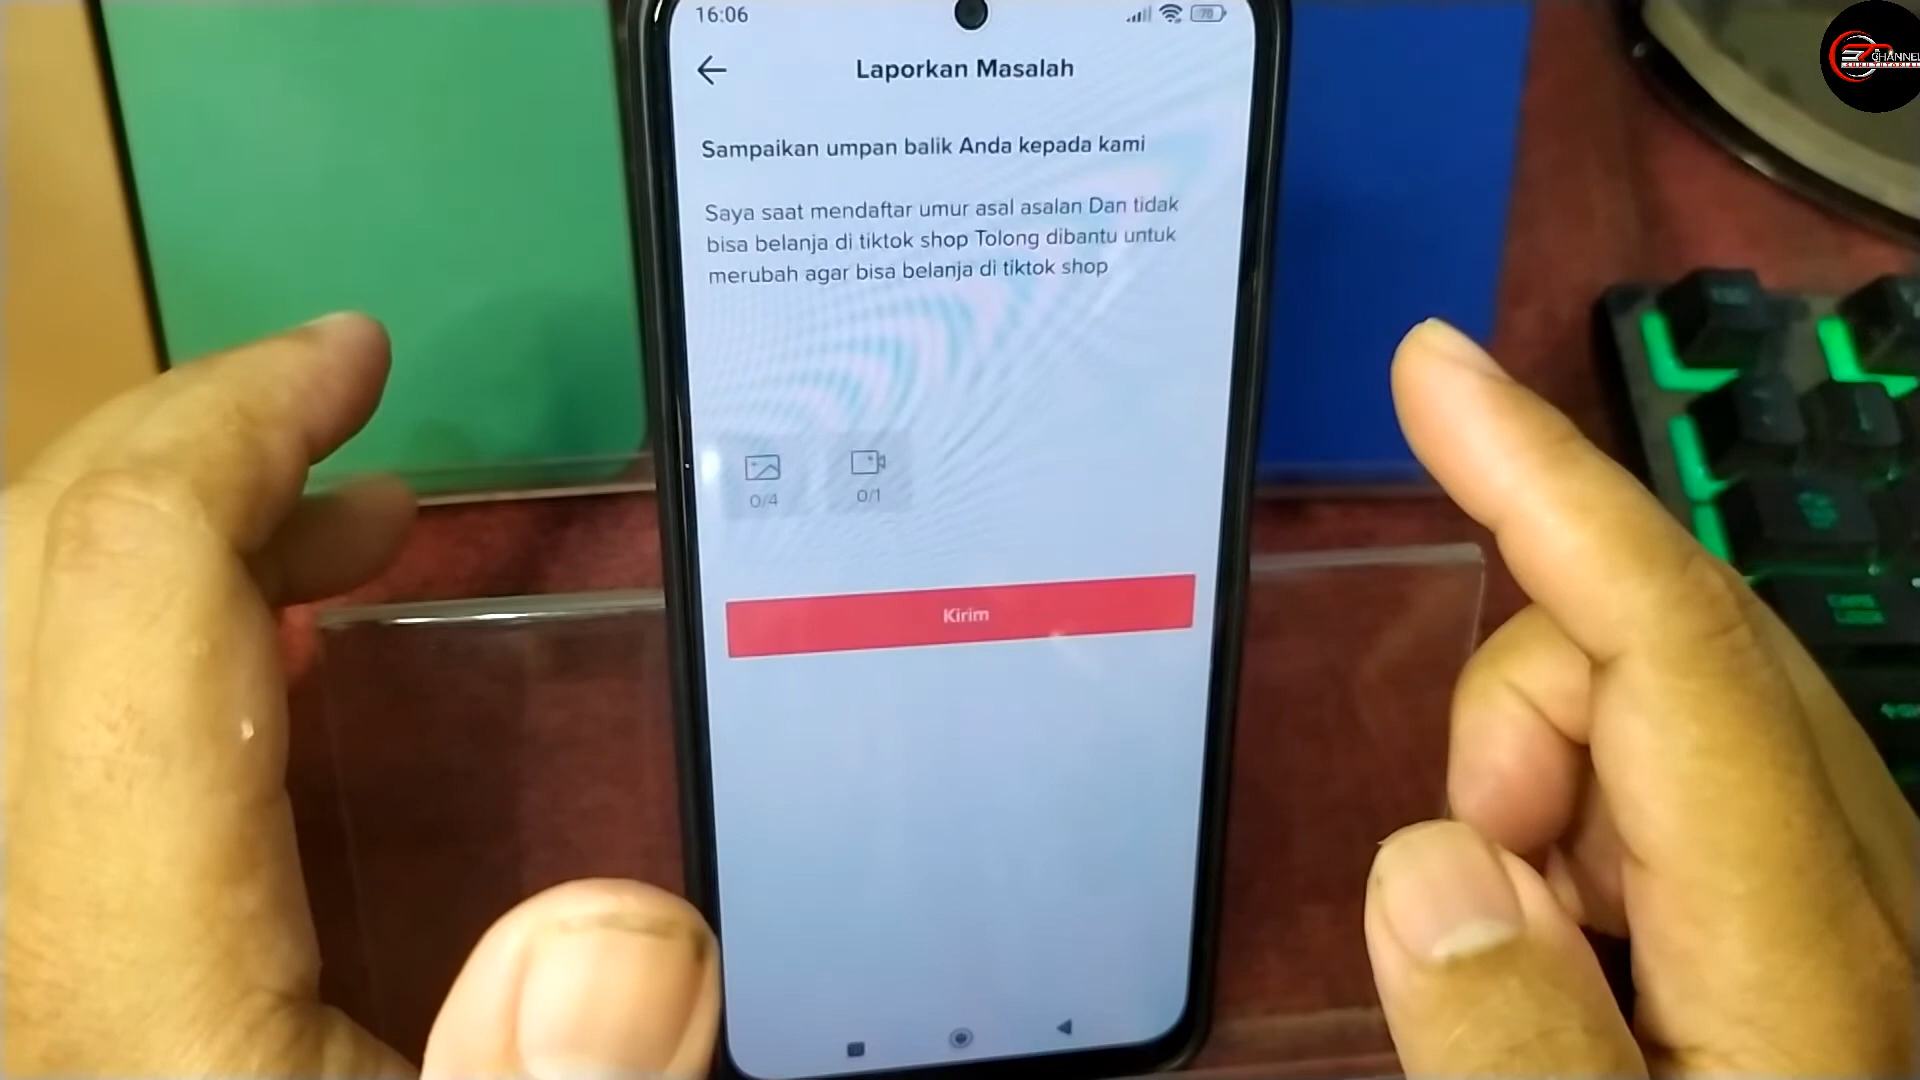 16:06
70
Laporkan Masalah
Sampaikan umpan balik Anda kepada kami
Saya saat mendaftar umur asal asalan Dan tidak
bisa belanja di tiktok shop Tolong dibantu untuk
merubah agar bisa belanja di tiktok shop
0/4
0/1
Kirim
CHANNEL